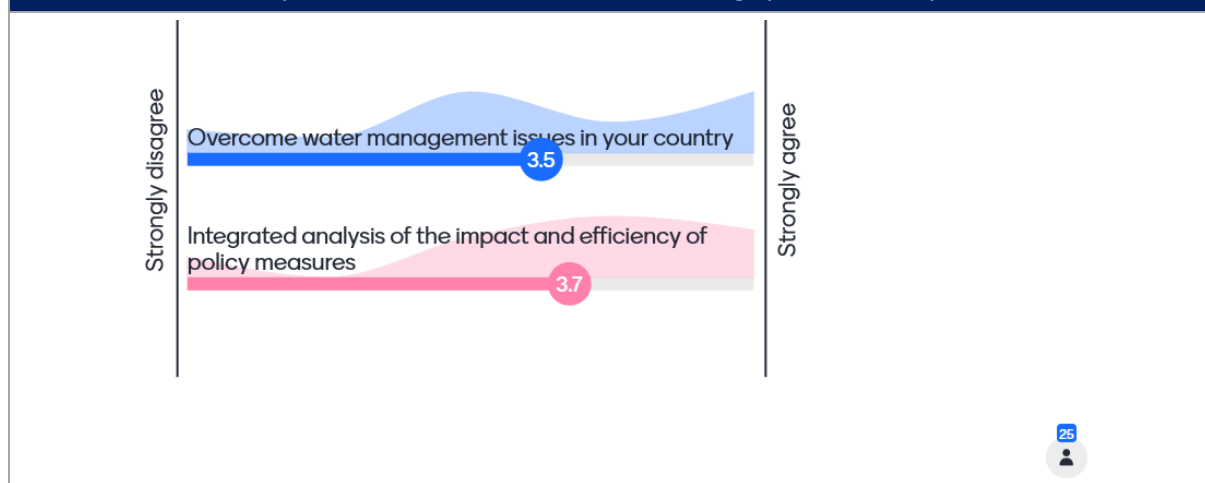 Strongly disagree
Overcome water management issues in your country
3.5
Integrated analysis of the impact and efficiency of
policy measures
3.7
Strongly agree
25